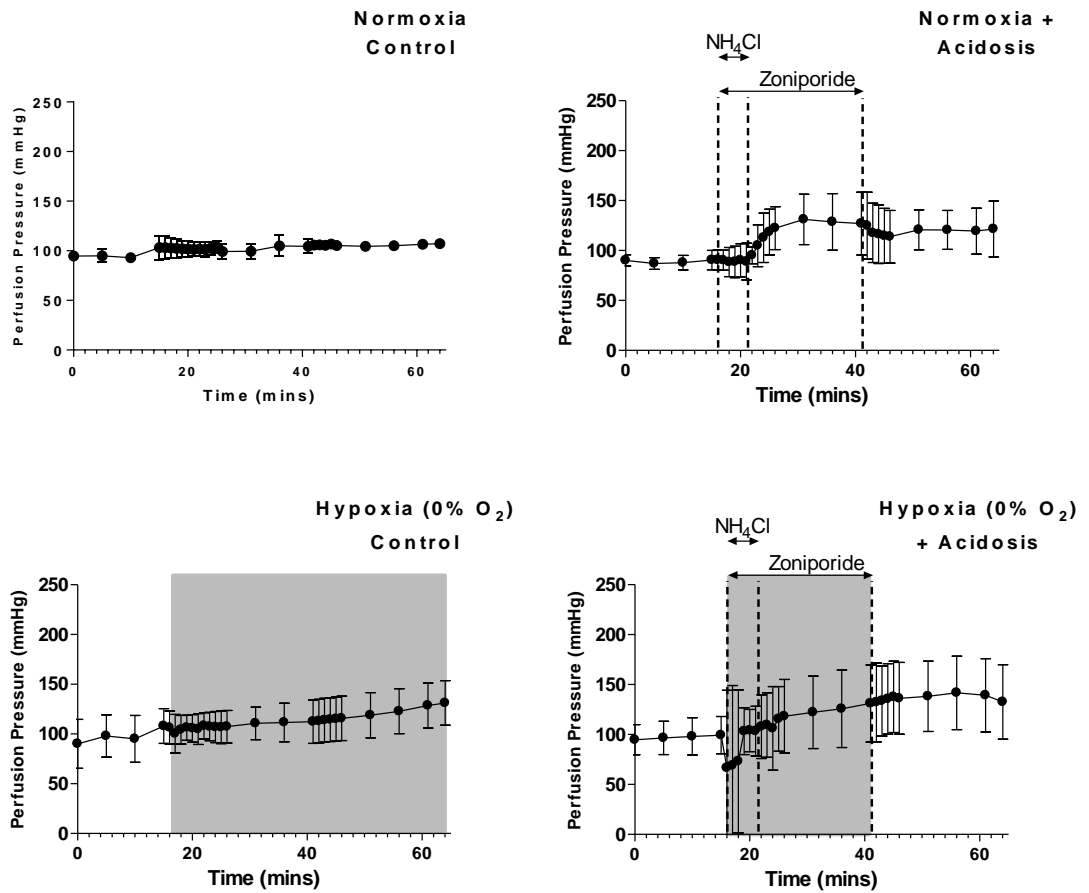 Normoxia
Control
Perfusion Pressure (mmHg)
250
200
150
100
50
0
0 20 40 60
Time (mins)
Normoxia +
Acidosis
NH₄Cl
Zoniporide
Perfusion Pressure (mmHg)
250
200
150
100
50
0
0 20 40 60
Time (mins)
Hypoxia (0% O₂)
Control
Perfusion Pressure (mmHg)
250
200
150
100
50
0
0 20 40 60
Time (mins)
Hypoxia (0% O₂)
+ Acidosis
NH₄Cl
Zoniporide
Perfusion Pressure (mmHg)
250
200
150
100
50
0
0 20 40 60
Time (mins)